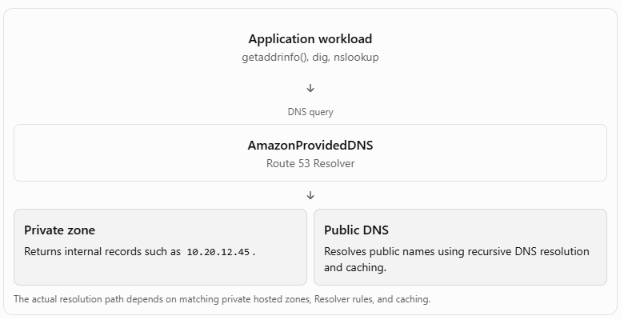 Application workload
getaddrinfo(), dig, nslookup
↓
DNS query
AmazonProvidedDNS
Route 53 Resolver
↓
Private zone
Returns internal records such as 10.20.12.45.
Public DNS
Resolves public names using recursive DNS resolution
and caching.
The actual resolution path depends on matching private hosted zones, Resolver rules, and caching.